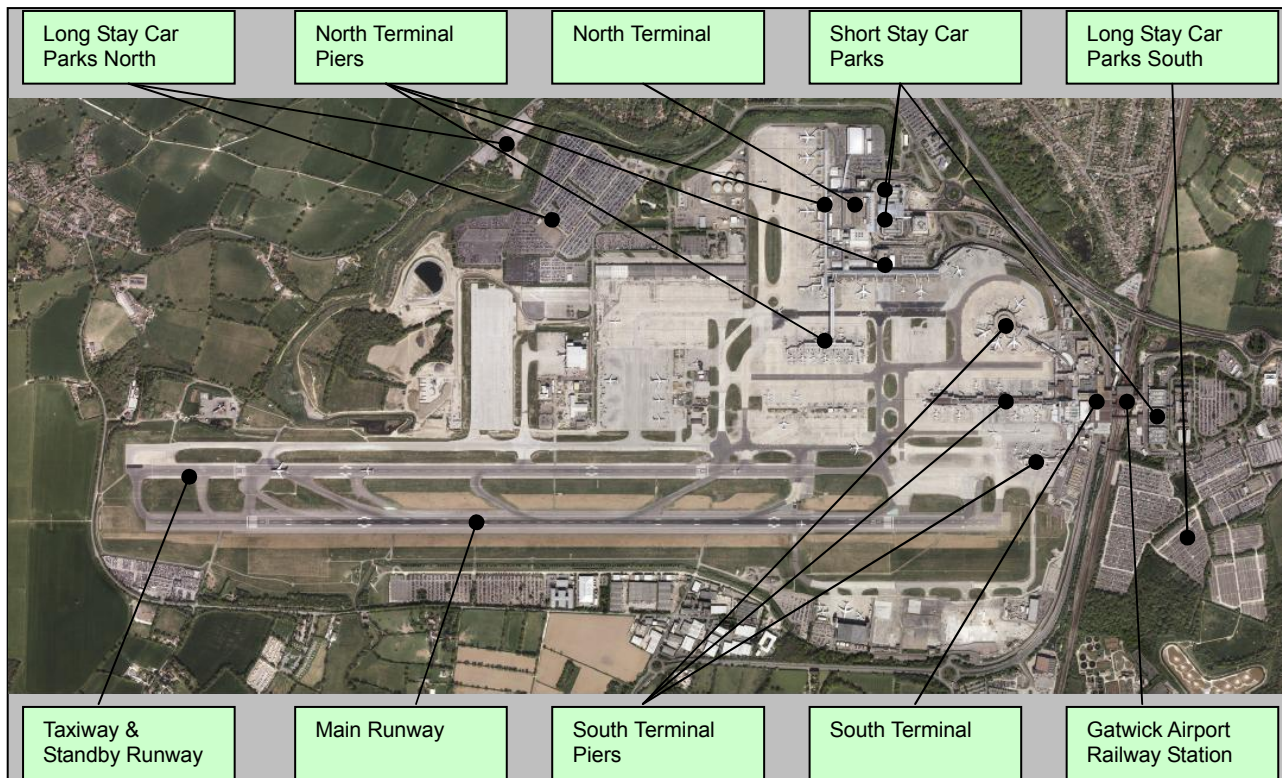 Long Stay Car
Parks North
North Terminal
Piers
North Terminal
Short Stay Car
Parks
Long Stay Car
Parks South
Taxiway &
Standby Runway
Main Runway
South Terminal
Piers
South Terminal
Gatwick Airport
Railway Station